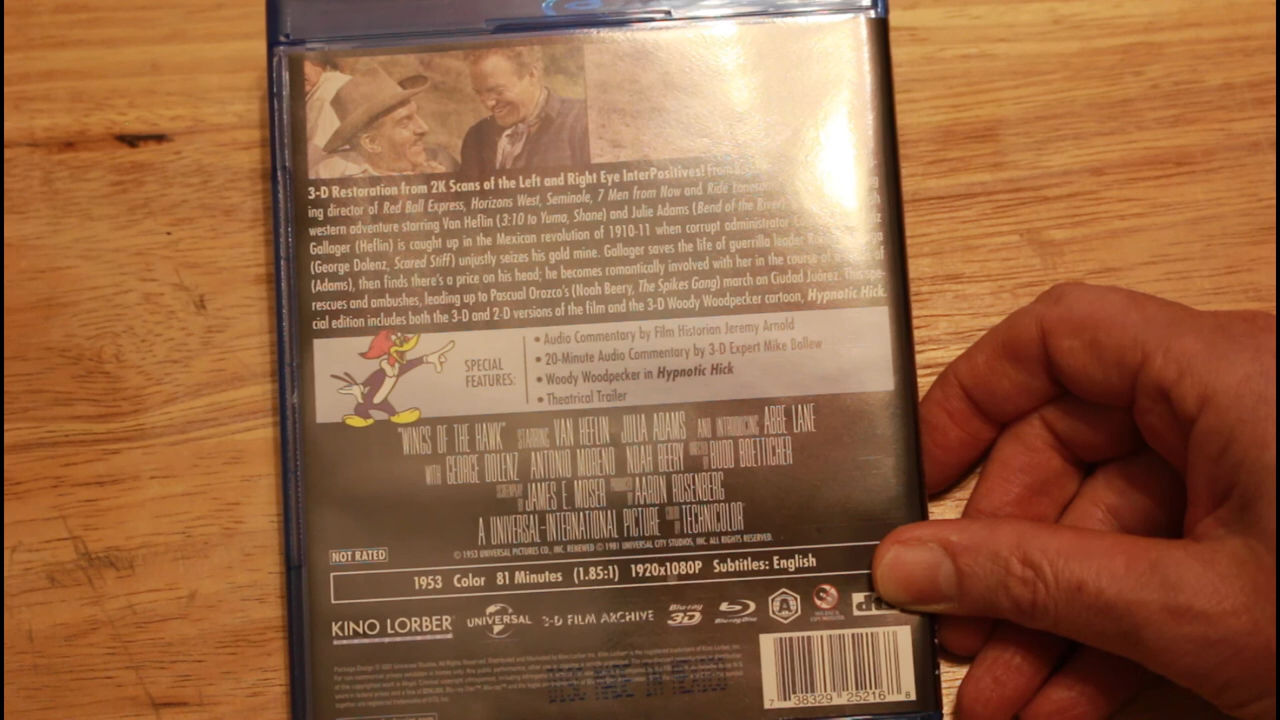 3-D Restoration from 2K Scans of the Left and Right Eye InterPositives! From
ing director of Red Ball Express, Horizons West, Seminole, 7 Men from Now and Ride Lonesome
western adventure starring Van Heflin (3:10 to Yuma, Shane) and Julie Adams (Bend of the River)
Gallager (Heflin) is caught up in the Mexican revolution of 1910-11 when corrupt administrator
(George Dolenz, Scared Stiff) unjustly seizes his gold mine. Gallager saves the life of guerrilla leader
(Adams), then finds there's a price on his head; he becomes romantically involved with her in the course of a series of
rescues and ambushes, leading up to Pascual Orozco's (Noah Beery, The Spikes Gang) march on Ciudad Juárez. This spe-
cial edition includes both the 3-D and 2-D versions of the film and the 3-D Woody Woodpecker cartoon, Hypnotic Hick.
SPECIAL FEATURES:
• Audio Commentary by Film Historian Jeremy Arnold
• 20-Minute Audio Commentary by 3-D Expert Mike Ballew
• Woody Woodpecker in Hypnotic Hick
• Theatrical Trailer
"WINGS OF THE HAWK" STARRING VAN HEFLIN JULIA ADAMS AND INTRODUCING ABBE LANE
WITH GEORGE DOLENZ ANTONIO MORENO NOAH BEERY DIRECTED BY BUDD BOETTICHER
SCREENPLAY BY JAMES E. MOSER PRODUCED BY AARON ROSENBERG
A UNIVERSAL-INTERNATIONAL PICTURE COLOR BY TECHNICOLOR
© 1953 UNIVERSAL PICTURES CO., INC. RENEWED © 1981 UNIVERSAL CITY STUDIOS, INC. ALL RIGHTS RESERVED.
NOT RATED
1953 Color 81 Minutes (1.85:1) 1920x1080P Subtitles: English
KINO LORBER UNIVERSAL 3-D FILM ARCHIVE Blu-ray 3D Blu-ray Disc A
7 38329 25216 8